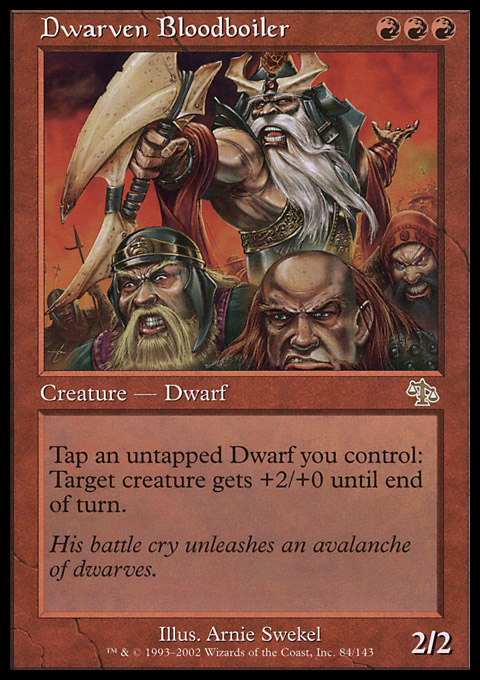 Dwarven Bloodboiler
Creature — Dwarf
Tap an untapped Dwarf you control:
Target creature gets +2/+0 until end
of turn.
His battle cry unleashes an avalanche
of dwarves.
Illus. Arnie Swekel
™ & © 1993-2002 Wizards of the Coast, Inc. 84/143
2/2